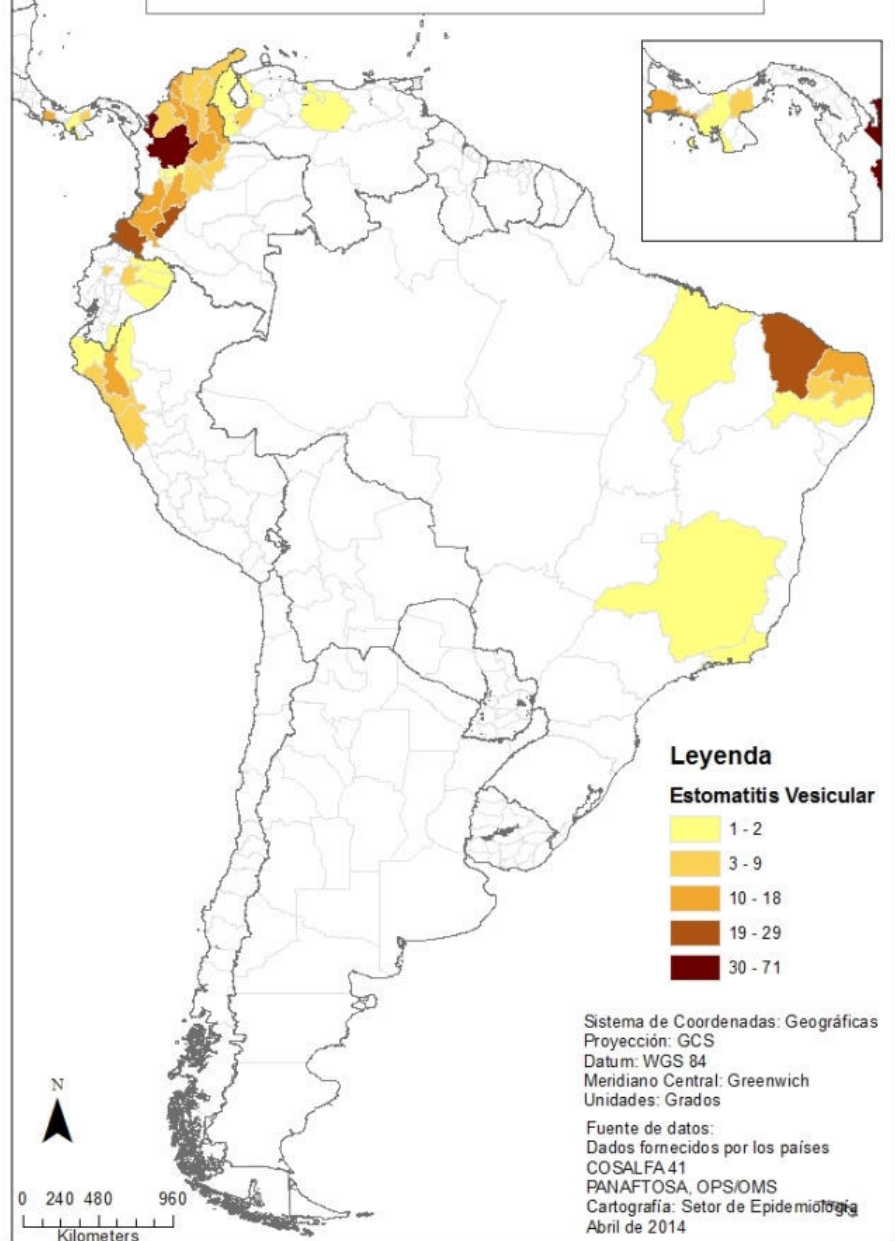 Leyenda
Estomatitis Vesicular
1 - 2
3 - 9
10 - 18
19 - 29
30 - 71
Sistema de Coordenadas: Geográficas
Proyección: GCS
Datum: WGS 84
Meridiano Central: Greenwich
Unidades: Grados
Fuente de datos:
Dados fornecidos por los países
COSALFA 41
PANAFTOSA, OPS/OMS
Cartografía: Setor de Epidemiología
Abril de 2014
N
0 240 480 960
Kilometers